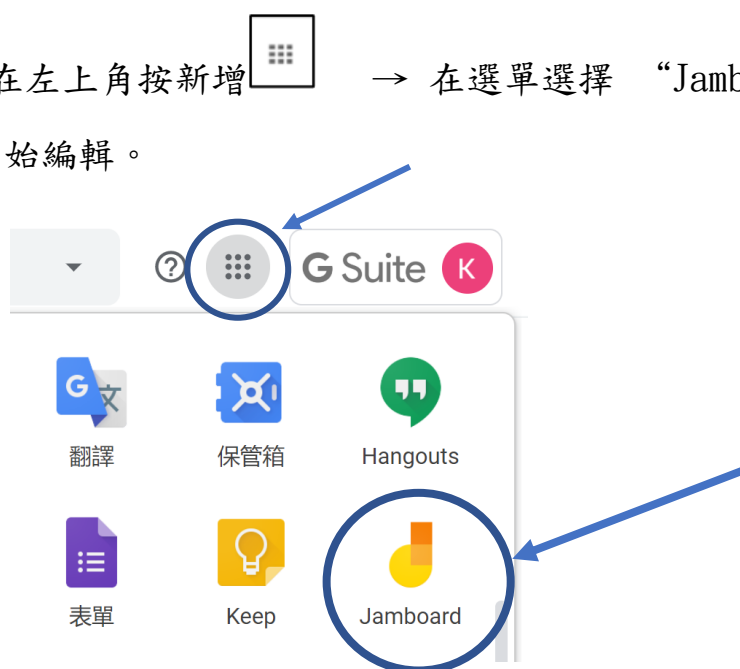 在左上角按新增 → 在選單選擇 “Jamb
始編輯。
G Suite K
翻譯 保管箱 Hangouts
表單 Keep Jamboard